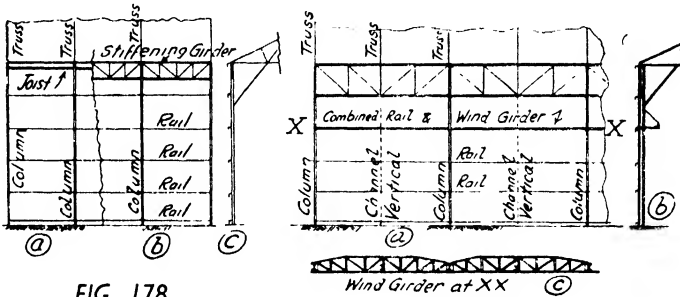 Truss Truss Truss
Stiffening Girder
Joist
Rail
Rail
Rail
Rail
Column Column Column
a b c
FIG. 178.
Truss Truss Truss
X Combined Rail & Wind Girder X
Rail
Rail
Column Channel Vertical Column Channel Vertical Column
a b
Wind Girder at XX c